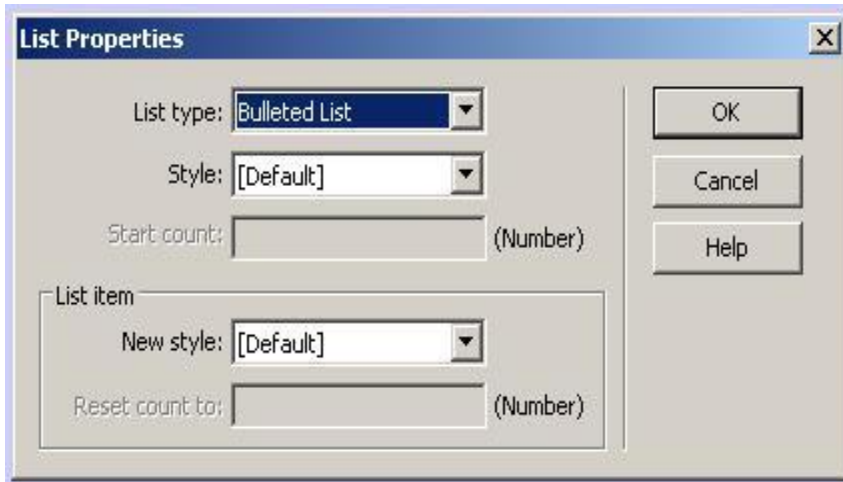 List Properties
List type: Bulleted List
OK
Style: [Default]
Cancel
Start count: (Number)
Help
List item
New style: [Default]
Reset count to: (Number)